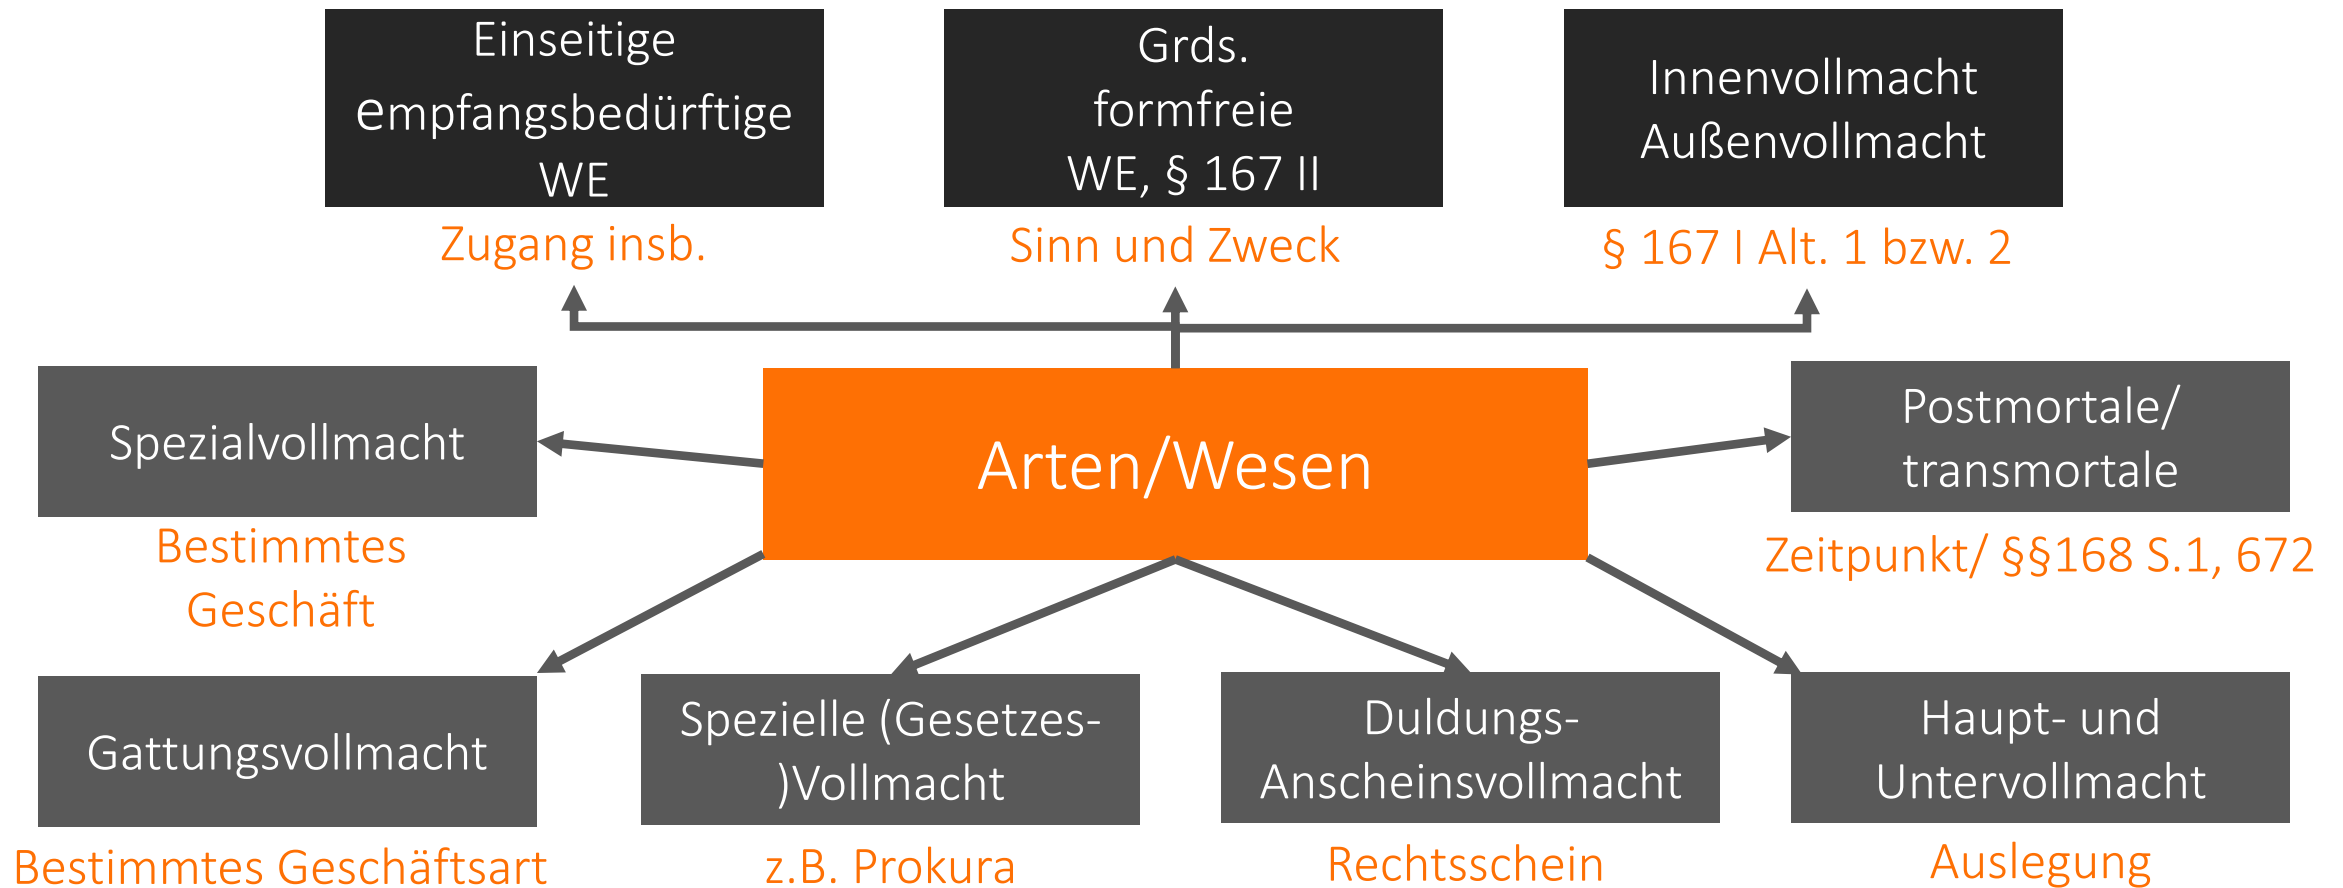 Einseitige
empfangsbedürftige
WE
Zugang insb.
Grds.
formfreie
WE, § 167 II
Sinn und Zweck
Innenvollmacht
Außenvollmacht
§ 167 I Alt. 1 bzw. 2
Arten/Wesen
Spezialvollmacht
Bestimmtes
Geschäft
Postmortale/
transmortale
Zeitpunkt/ §§168 S.1, 672
Gattungsvollmacht
Bestimmtes Geschäftsart
Spezielle (Gesetzes-
)Vollmacht
z.B. Prokura
Duldungs-
Anscheinsvollmacht
Rechtsschein
Haupt- und
Untervollmacht
Auslegung